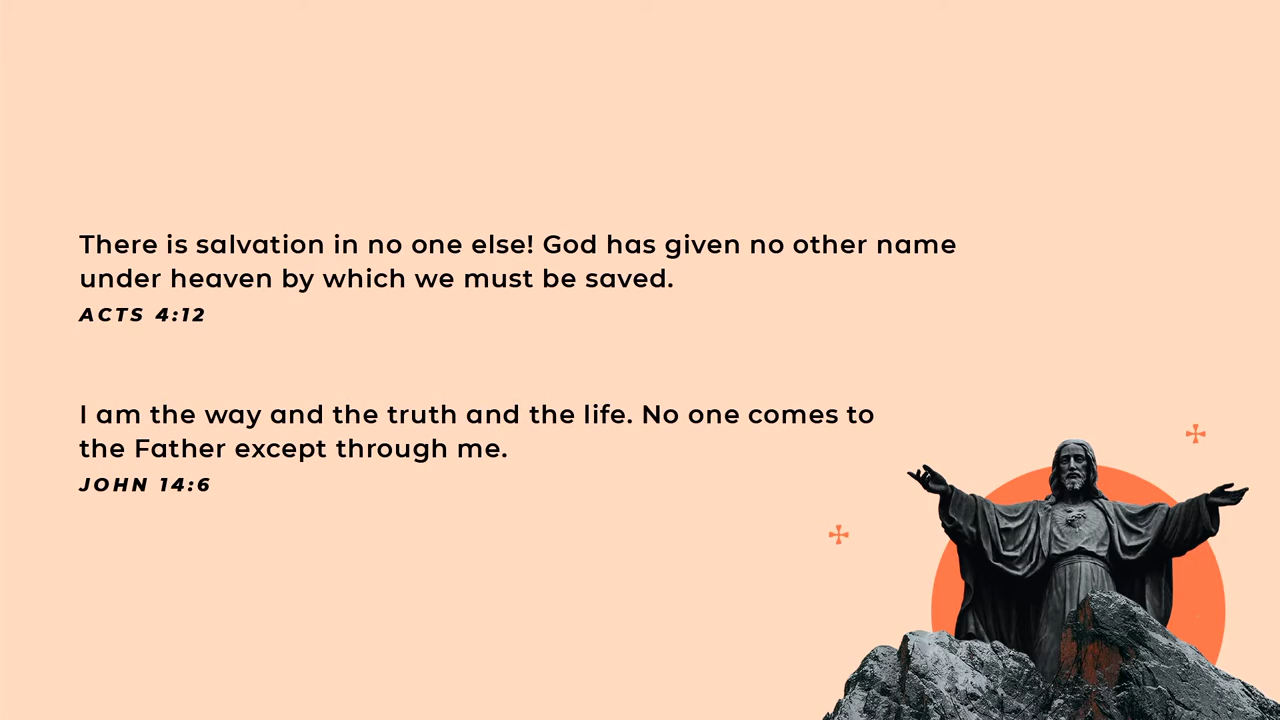 There is salvation in no one else! God has given no other name
under heaven by which we must be saved.
ACTS 4:12
I am the way and the truth and the life. No one comes to
the Father except through me.
JOHN 14:6